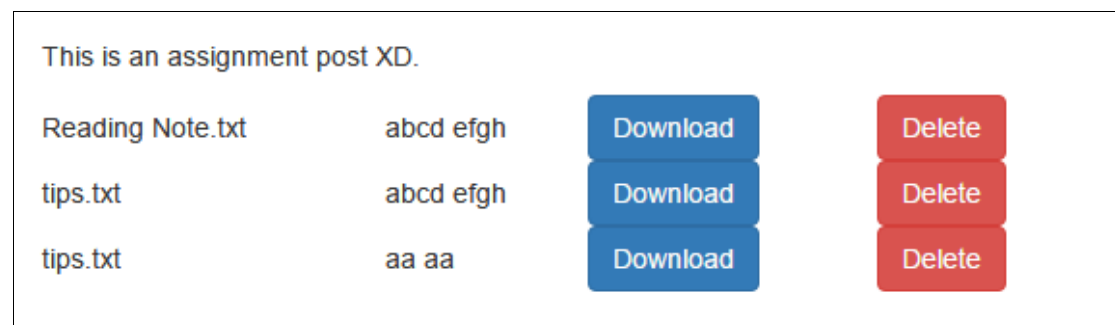 This is an assignment post XD.
Reading Note.txt abcd efgh Download Delete
tips.txt abcd efgh Download Delete
tips.txt aa aa Download Delete